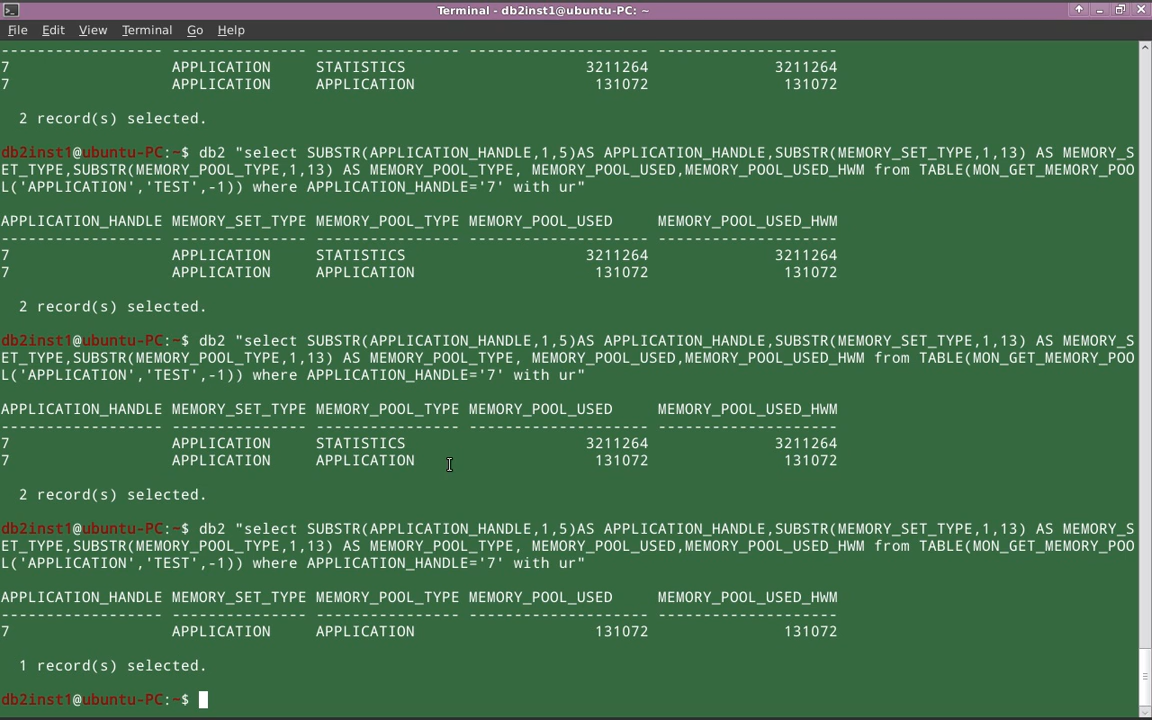 Terminal - db2inst1@ubuntu-PC: ~
File Edit View Terminal Go Help
------------------ --------------- ---------------- -------------------- --------------------
7 APPLICATION STATISTICS 3211264 3211264
7 APPLICATION APPLICATION 131072 131072
2 record(s) selected.
db2inst1@ubuntu-PC:~$ db2 "select SUBSTR(APPLICATION_HANDLE,1,5)AS APPLICATION_HANDLE,SUBSTR(MEMORY_SET_TYPE,1,13) AS MEMORY_S
ET_TYPE,SUBSTR(MEMORY_POOL_TYPE,1,13) AS MEMORY_POOL_TYPE, MEMORY_POOL_USED,MEMORY_POOL_USED_HWM from TABLE(MON_GET_MEMORY_POO
L('APPLICATION','TEST',-1)) where APPLICATION_HANDLE='7' with ur"
APPLICATION_HANDLE MEMORY_SET_TYPE MEMORY_POOL_TYPE MEMORY_POOL_USED MEMORY_POOL_USED_HWM
------------------ --------------- ---------------- -------------------- --------------------
7 APPLICATION STATISTICS 3211264 3211264
7 APPLICATION APPLICATION 131072 131072
2 record(s) selected.
db2inst1@ubuntu-PC:~$ db2 "select SUBSTR(APPLICATION_HANDLE,1,5)AS APPLICATION_HANDLE,SUBSTR(MEMORY_SET_TYPE,1,13) AS MEMORY_S
ET_TYPE,SUBSTR(MEMORY_POOL_TYPE,1,13) AS MEMORY_POOL_TYPE, MEMORY_POOL_USED,MEMORY_POOL_USED_HWM from TABLE(MON_GET_MEMORY_POO
L('APPLICATION','TEST',-1)) where APPLICATION_HANDLE='7' with ur"
APPLICATION_HANDLE MEMORY_SET_TYPE MEMORY_POOL_TYPE MEMORY_POOL_USED MEMORY_POOL_USED_HWM
------------------ --------------- ---------------- -------------------- --------------------
7 APPLICATION STATISTICS 3211264 3211264
7 APPLICATION APPLICATION 131072 131072
2 record(s) selected.
db2inst1@ubuntu-PC:~$ db2 "select SUBSTR(APPLICATION_HANDLE,1,5)AS APPLICATION_HANDLE,SUBSTR(MEMORY_SET_TYPE,1,13) AS MEMORY_S
ET_TYPE,SUBSTR(MEMORY_POOL_TYPE,1,13) AS MEMORY_POOL_TYPE, MEMORY_POOL_USED,MEMORY_POOL_USED_HWM from TABLE(MON_GET_MEMORY_POO
L('APPLICATION','TEST',-1)) where APPLICATION_HANDLE='7' with ur"
APPLICATION_HANDLE MEMORY_SET_TYPE MEMORY_POOL_TYPE MEMORY_POOL_USED MEMORY_POOL_USED_HWM
------------------ --------------- ---------------- -------------------- --------------------
7 APPLICATION APPLICATION 131072 131072
1 record(s) selected.
db2inst1@ubuntu-PC:~$